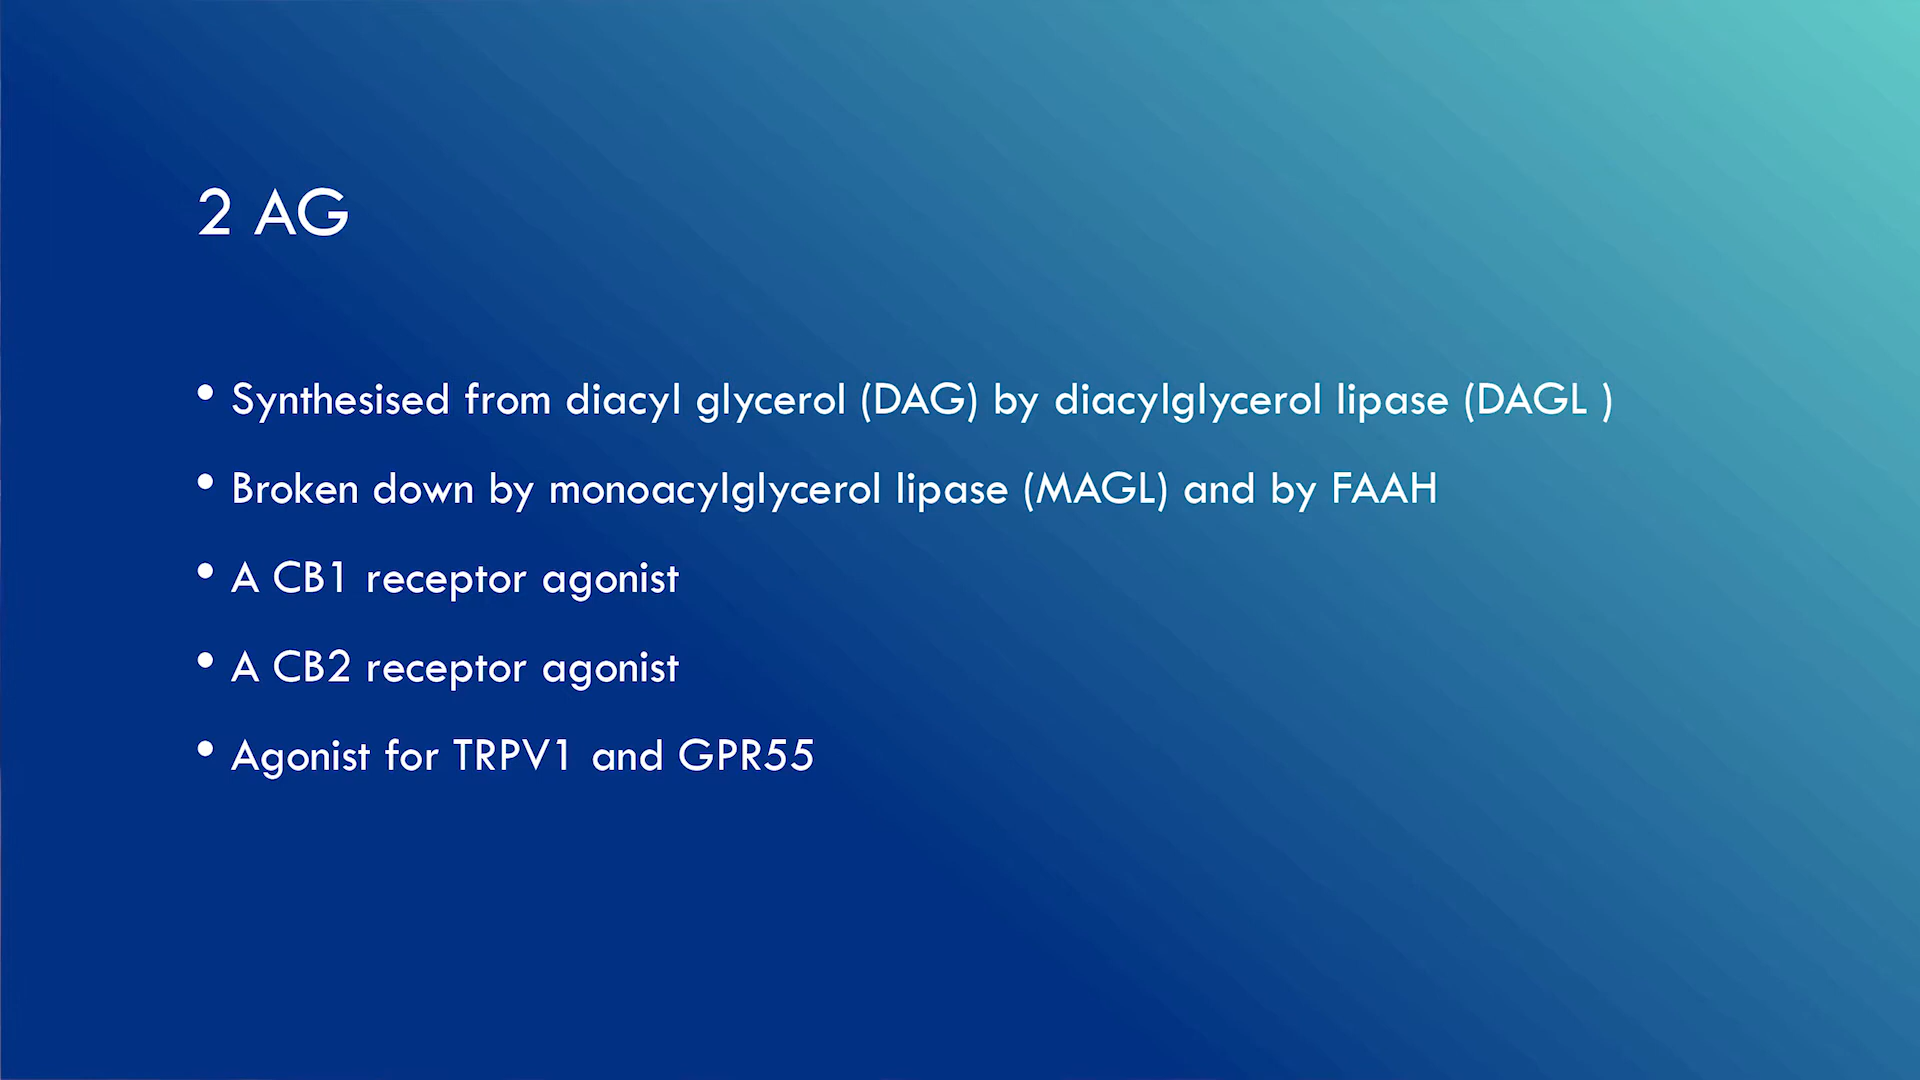 2 AG
• Synthesised from diacyl glycerol (DAG) by diacylglycerol lipase (DAGL )
• Broken down by monoacylglycerol lipase (MAGL) and by FAAH
• A CB1 receptor agonist
• A CB2 receptor agonist
• Agonist for TRPV1 and GPR55